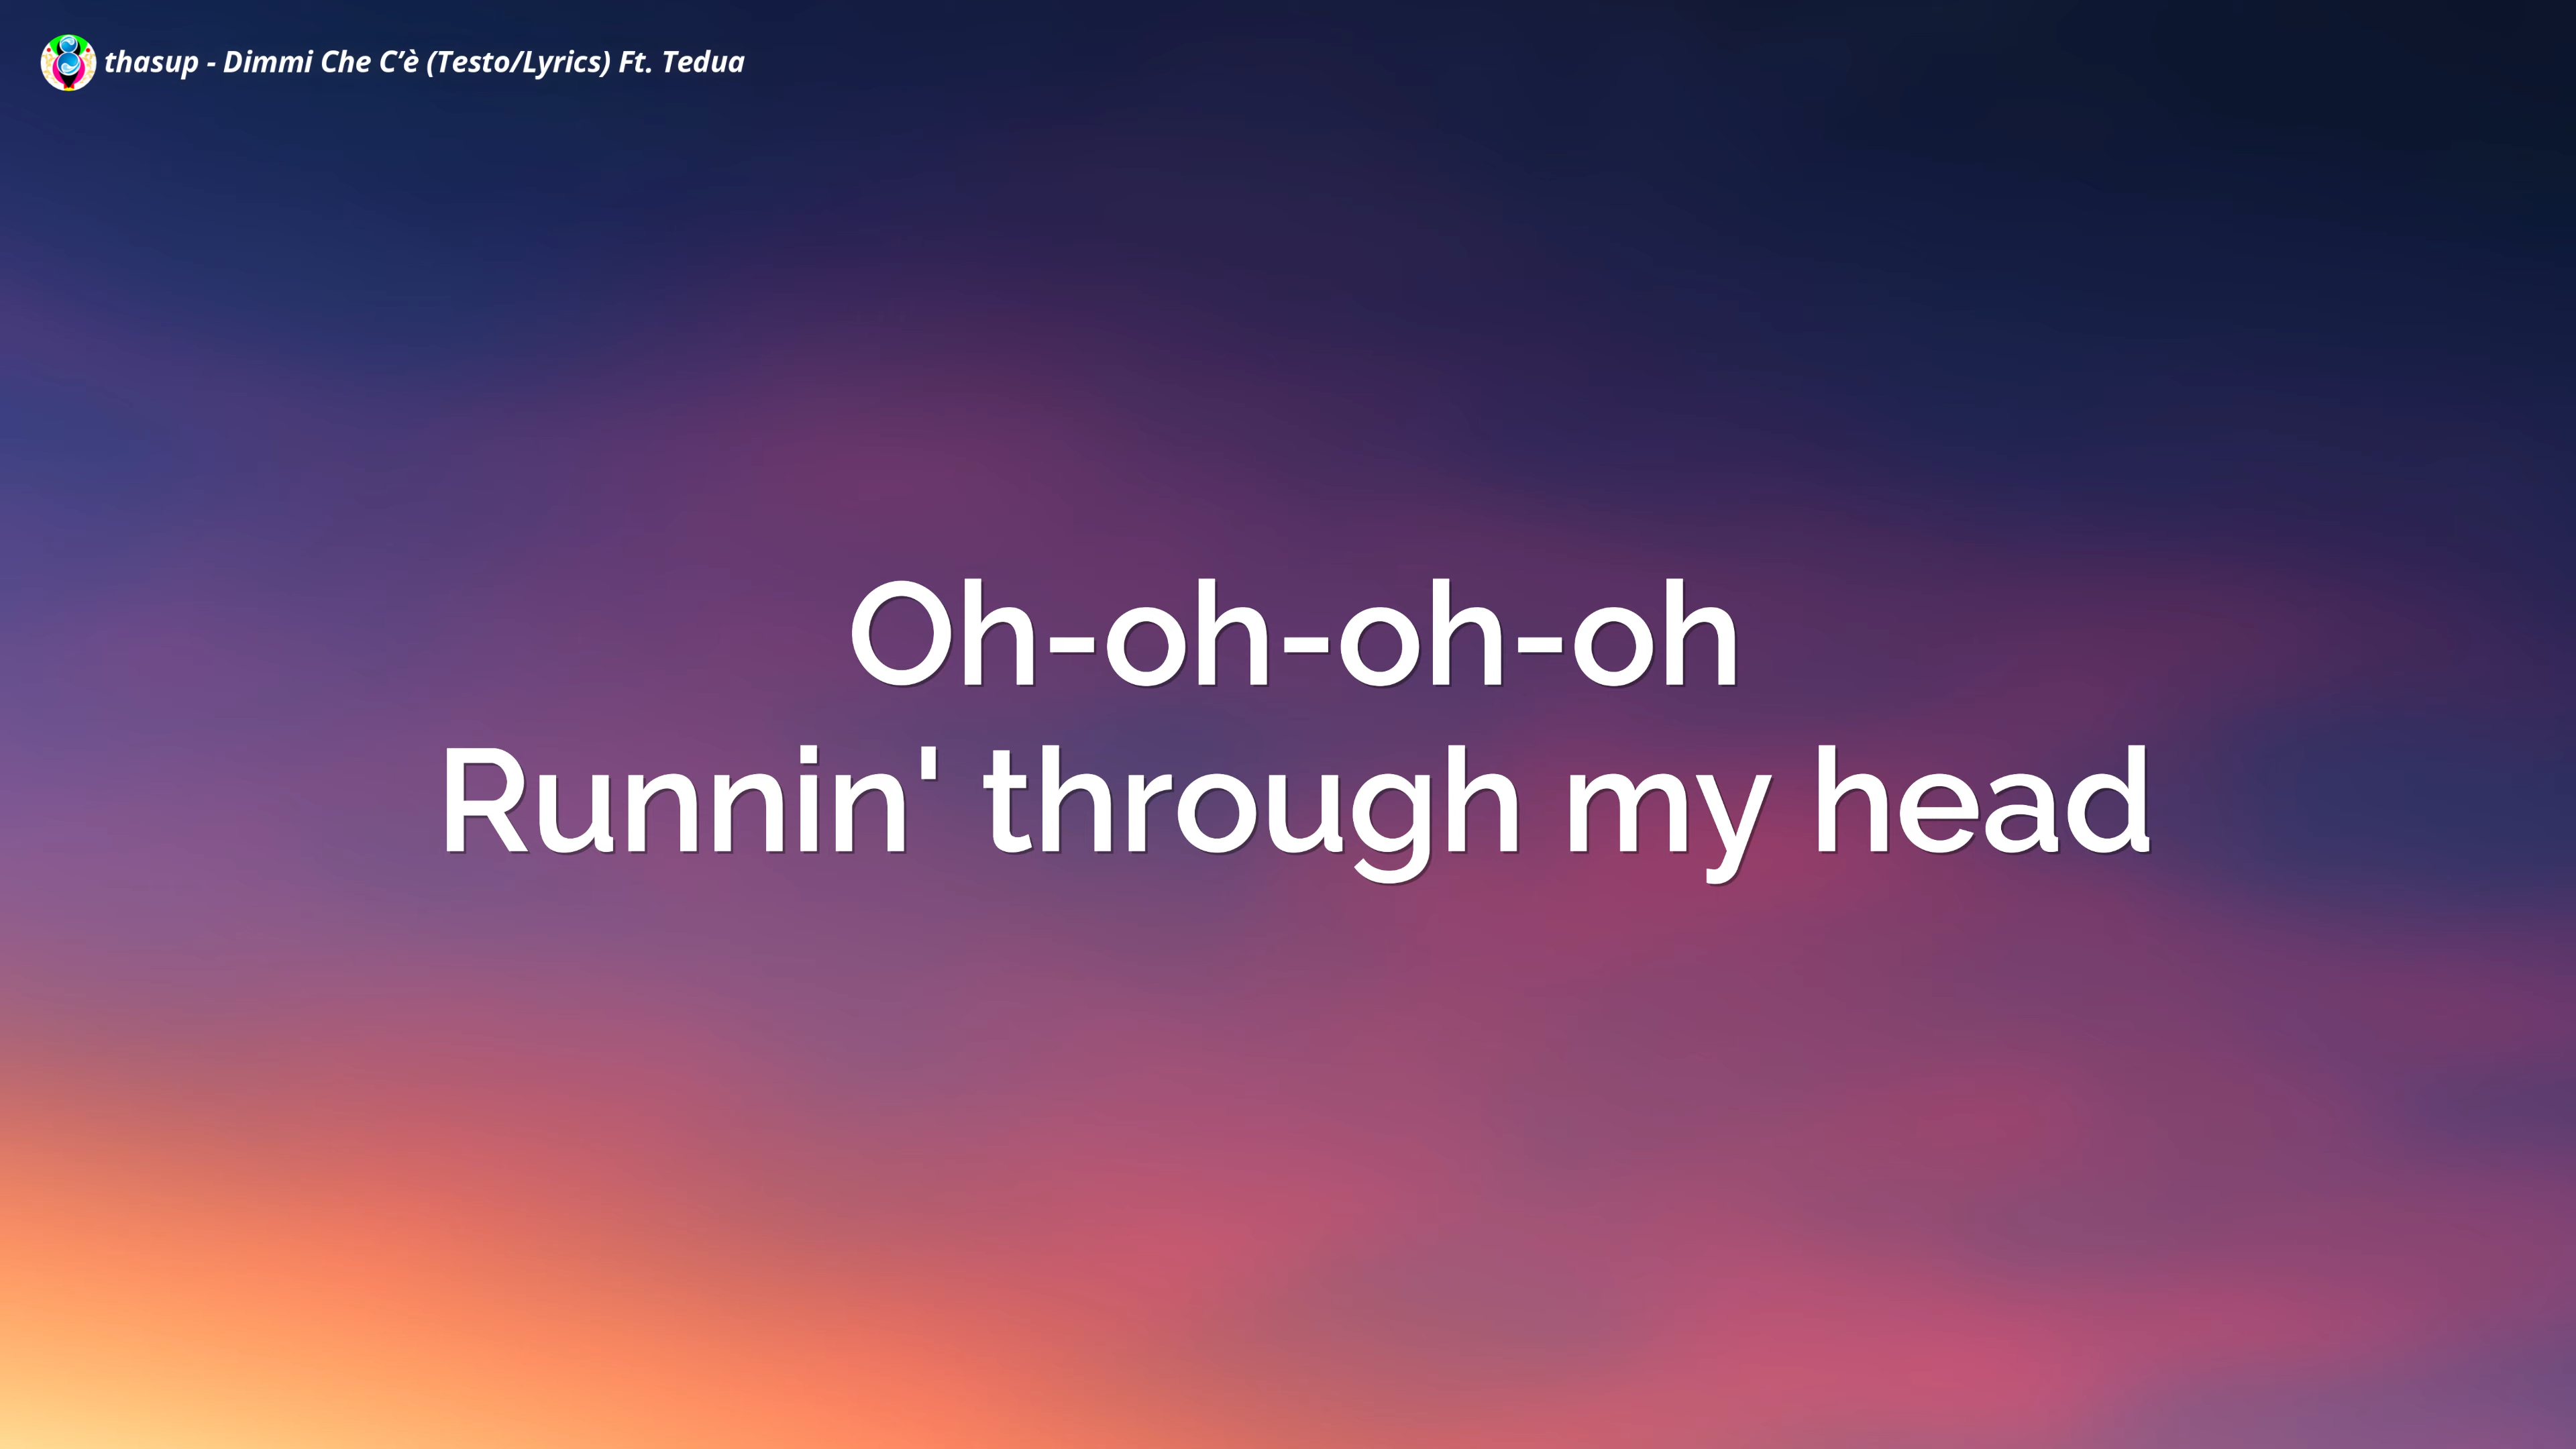 thasup - Dimmi Che C’è (Testo/Lyrics) Ft. Tedua
Oh-oh-oh-oh
Runnin' through my head